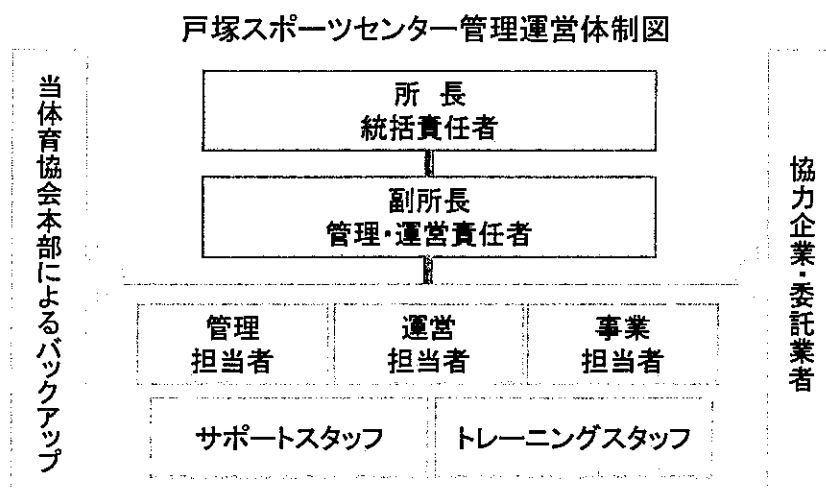 戸塚スポーツセンター管理運営体制図
当体育協会本部によるバックアップ
所 長
統括責任者
副所長
管理・運営責任者
管理
担当者
運営
担当者
事業
担当者
サポートスタッフ
トレーニングスタッフ
協力企業・委託業者